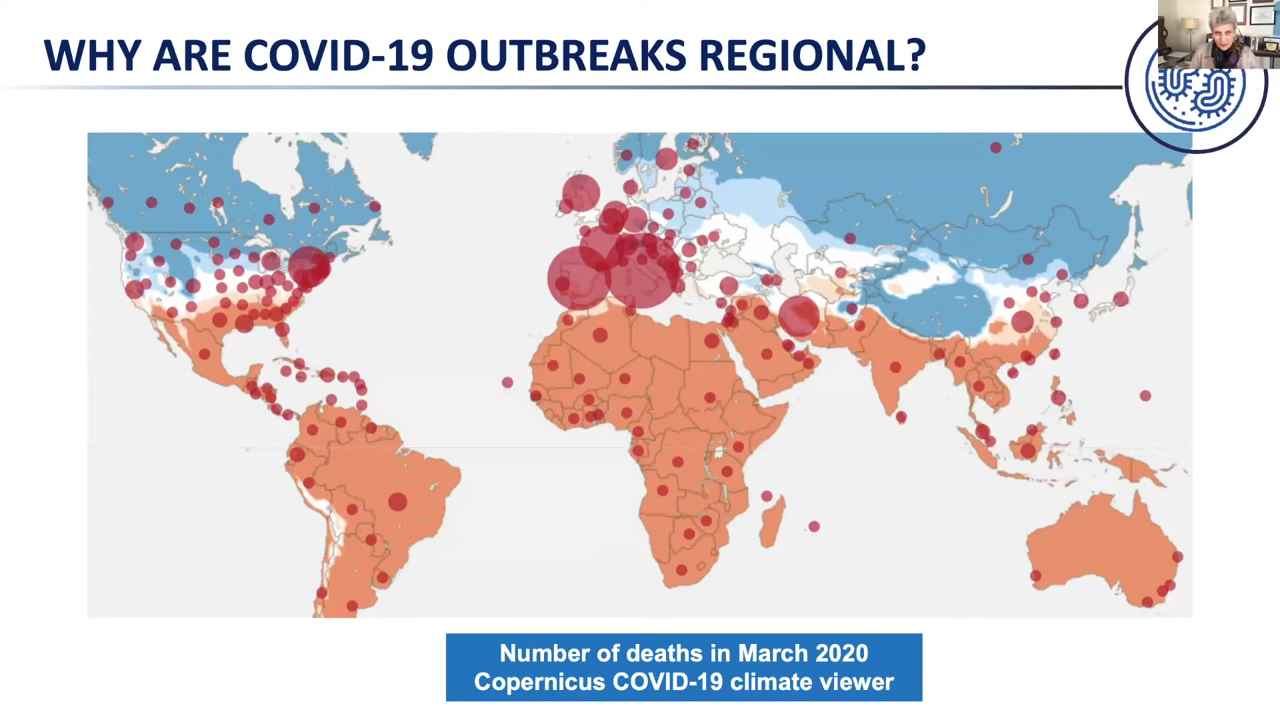 WHY ARE COVID-19 OUTBREAKS REGIONAL?
Number of deaths in March 2020
Copernicus COVID-19 climate viewer